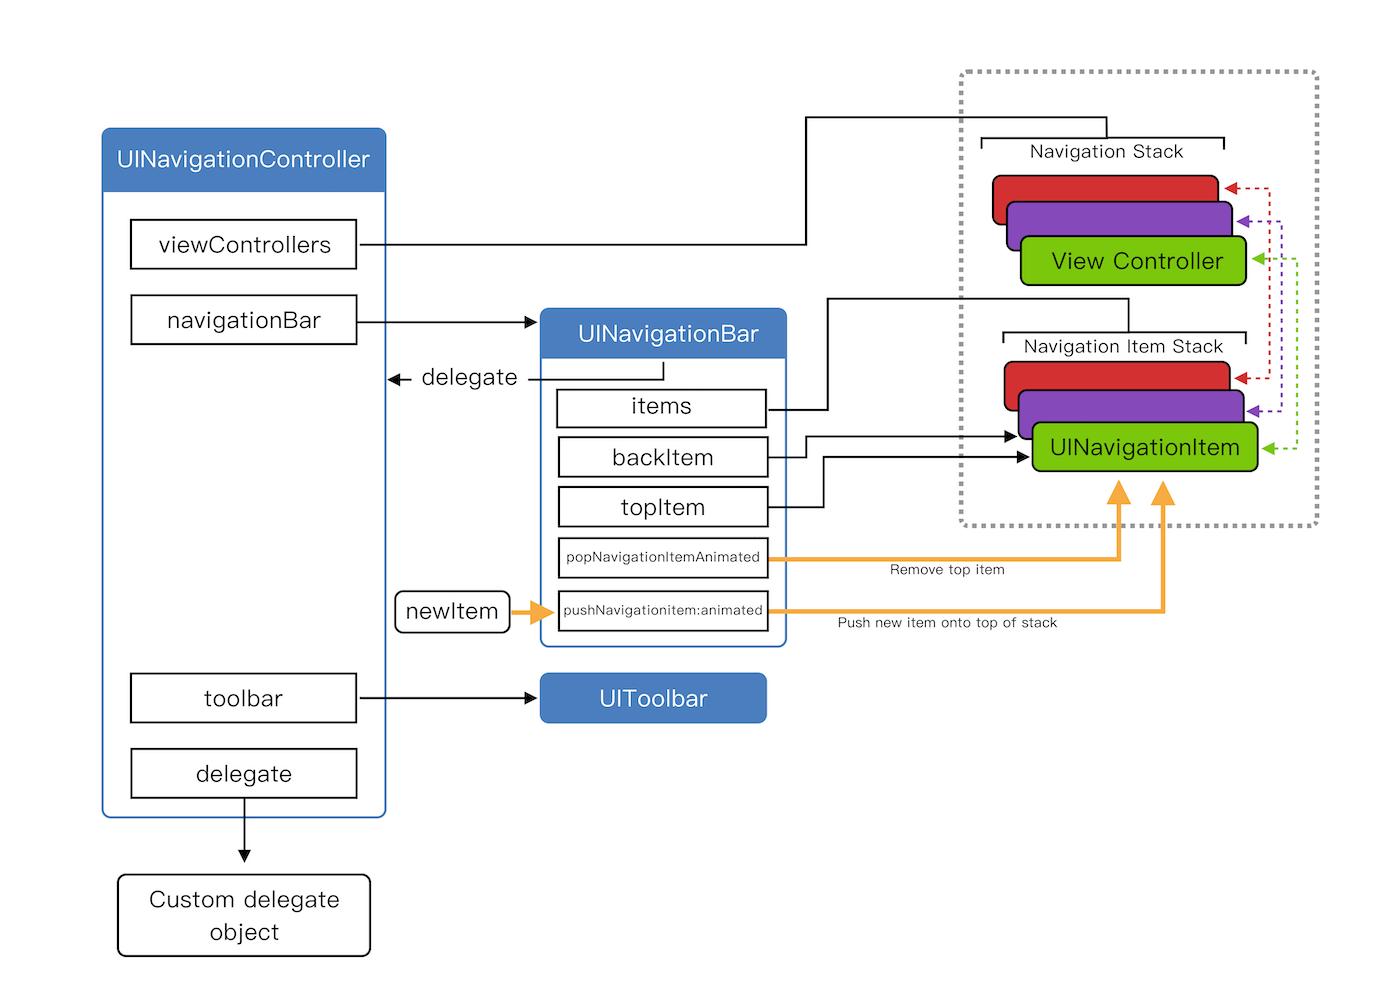 UINavigationController
viewControllers
navigationBar
toolbar
delegate
Custom delegate
object
UINavigationBar
delegate
items
backItem
topItem
popNavigationItemAnimated
pushNavigationitem:animated
newItem
UIToolbar
Navigation Stack
View Controller
Navigation Item Stack
UINavigationItem
Remove top item
Push new item onto top of stack